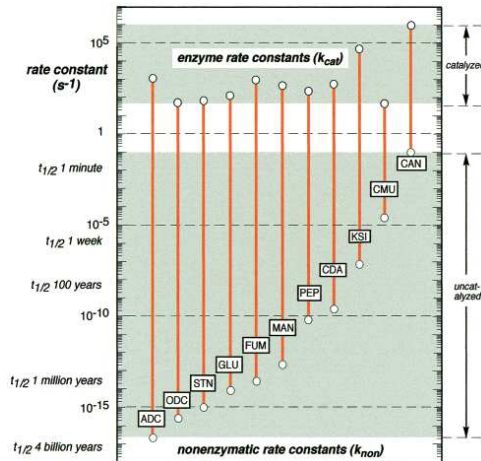 10⁵
enzyme rate constants (kcat)
rate constant
(s-1)
catalyzed
1
t1/2 1 minute
CAN
CMU
10⁻⁵
t1/2 1 week
KSI
CDA
t1/2 100 years
PEP
10⁻¹⁰
MAN
FUM
GLU
t1/2 1 million years
STN
ODC
10⁻¹⁵
ADC
uncat-
alyzed
t1/2 4 billion years
nonenzymatic rate constants (knon)